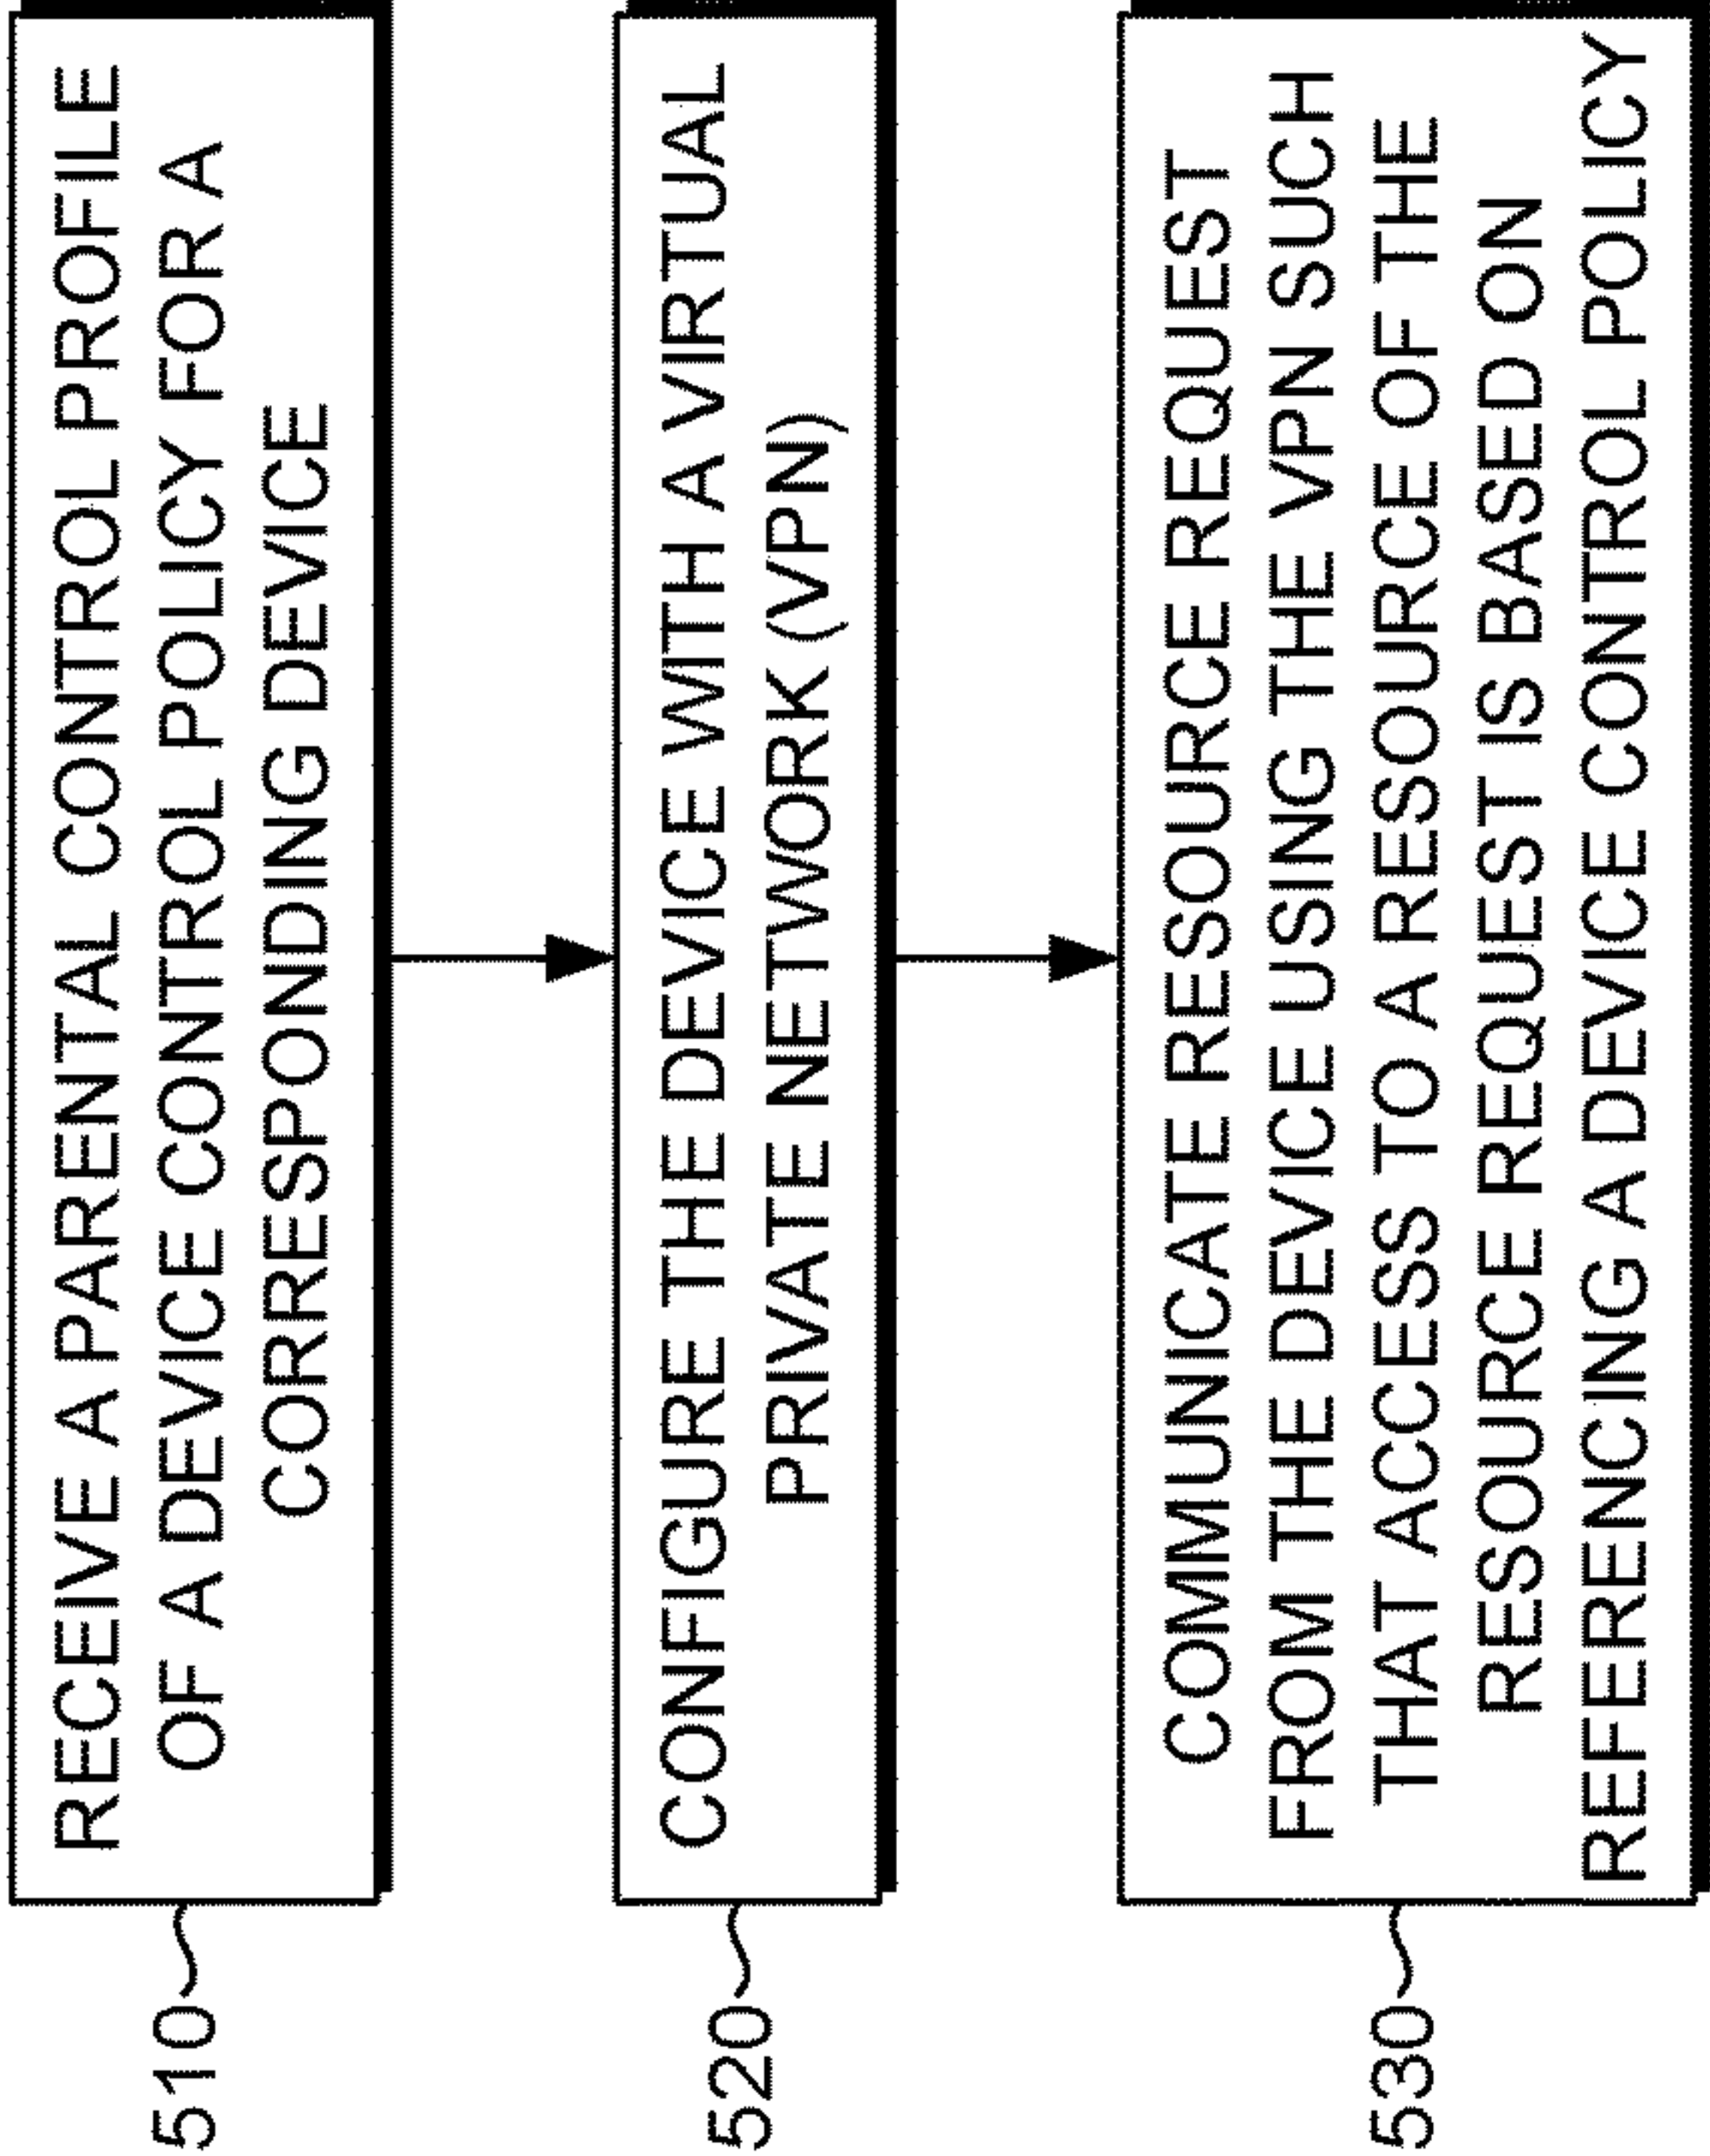 RECEIVE A PARENTAL CONTROL PROFILE
OF A DEVICE CONTROL POLICY FOR A
CORRESPONDING DEVICE
510
CONFIGURE THE DEVICE WITH A VIRTUAL
PRIVATE NETWORK (VPN)
520
COMMUNICATE RESOURCE REQUEST
FROM THE DEVICE USING THE VPN SUCH
THAT ACCESS TO A RESOURCE OF THE
RESOURCE REQUEST IS BASED ON
REFERENCING A DEVICE CONTROL POLICY
530